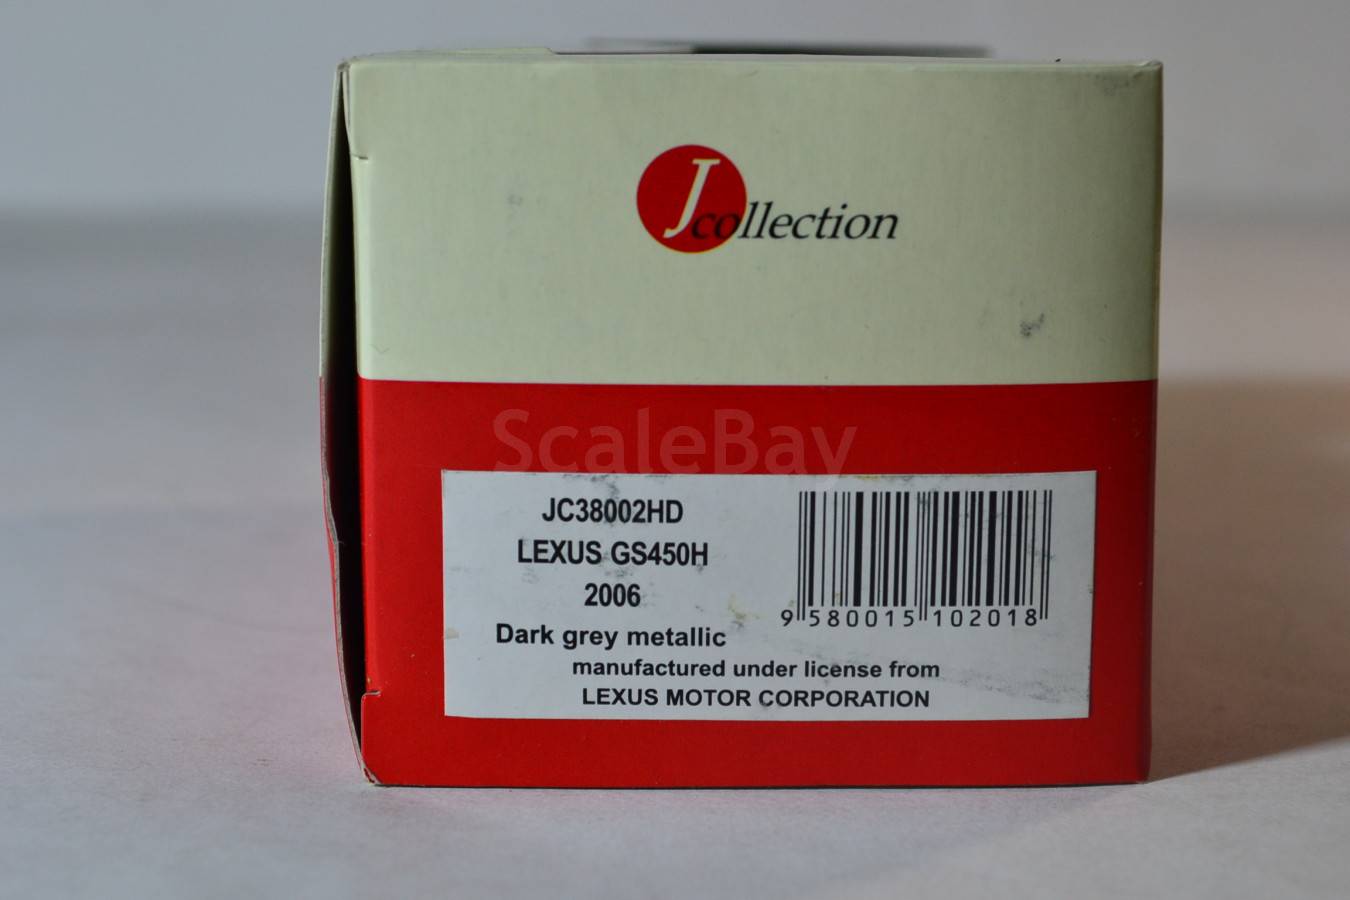 Jcollection
ScaleBay
JC38002HD
LEXUS GS450H
2006
Dark grey metallic
manufactured under license from
LEXUS MOTOR CORPORATION
9 580015 102018